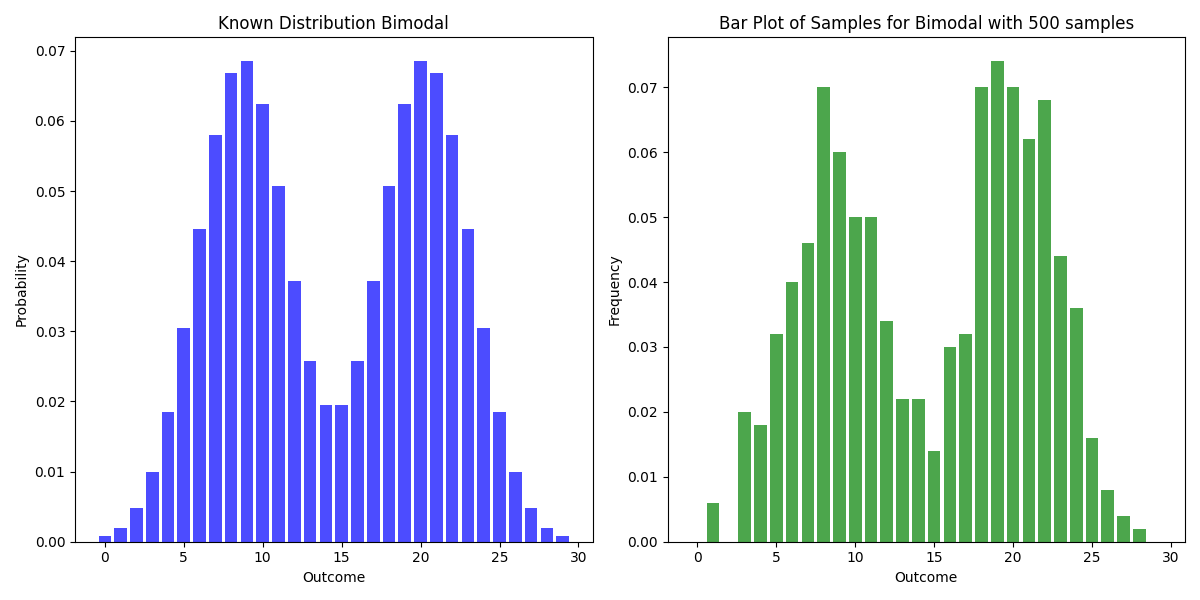 Known Distribution Bimodal
0.07
0.06
0.05
0.04
0.03
0.02
0.01
0.00
Probability
0 5 10 15 20 25 30
Outcome
Bar Plot of Samples for Bimodal with 500 samples
0.07
0.06
0.05
0.04
0.03
0.02
0.01
0.00
Frequency
0 5 10 15 20 25 30
Outcome